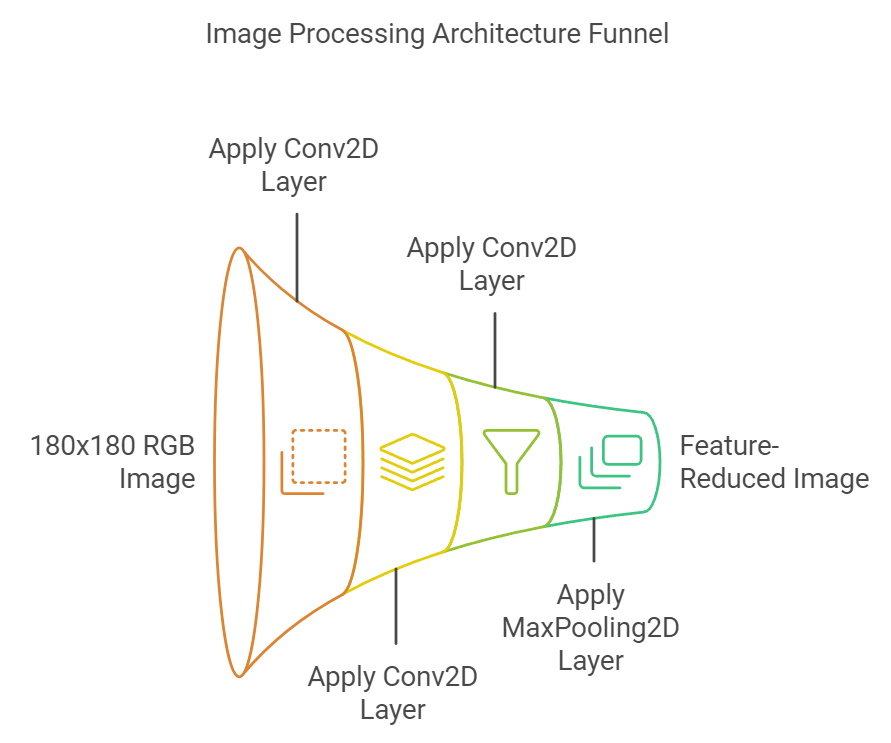 Image Processing Architecture Funnel
Apply Conv2D
Layer
Apply Conv2D
Layer
180x180 RGB
Image
Feature-
Reduced Image
Apply
MaxPooling2D
Layer
Apply Conv2D
Layer